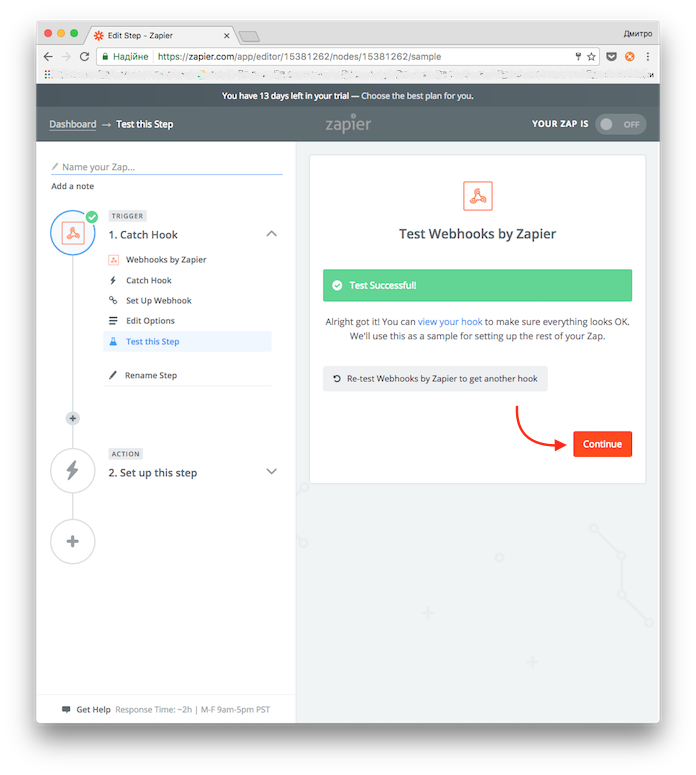 Edit Step - Zapier
Дмитро
Надійне https://zapier.com/app/editor/15381262/nodes/15381262/sample
You have 13 days left in your trial — Choose the best plan for you.
Dashboard → Test this Step
zapier
YOUR ZAP IS OFF
Name your Zap...
Add a note
TRIGGER
1. Catch Hook
Webhooks by Zapier
Catch Hook
Set Up Webhook
Edit Options
Test this Step
Rename Step
ACTION
2. Set up this step
Get Help Response Time: ~2h | M-F 9am-5pm PST
Test Webhooks by Zapier
Test Successful!
Alright got it! You can view your hook to make sure everything looks OK.
We'll use this as a sample for setting up the rest of your Zap.
Re-test Webhooks by Zapier to get another hook
Continue